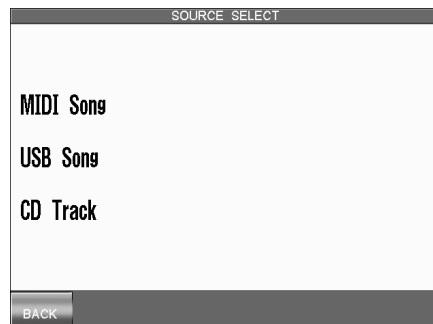 SOURCE SELECT
MIDI Song
USB Song
CD Track
BACK